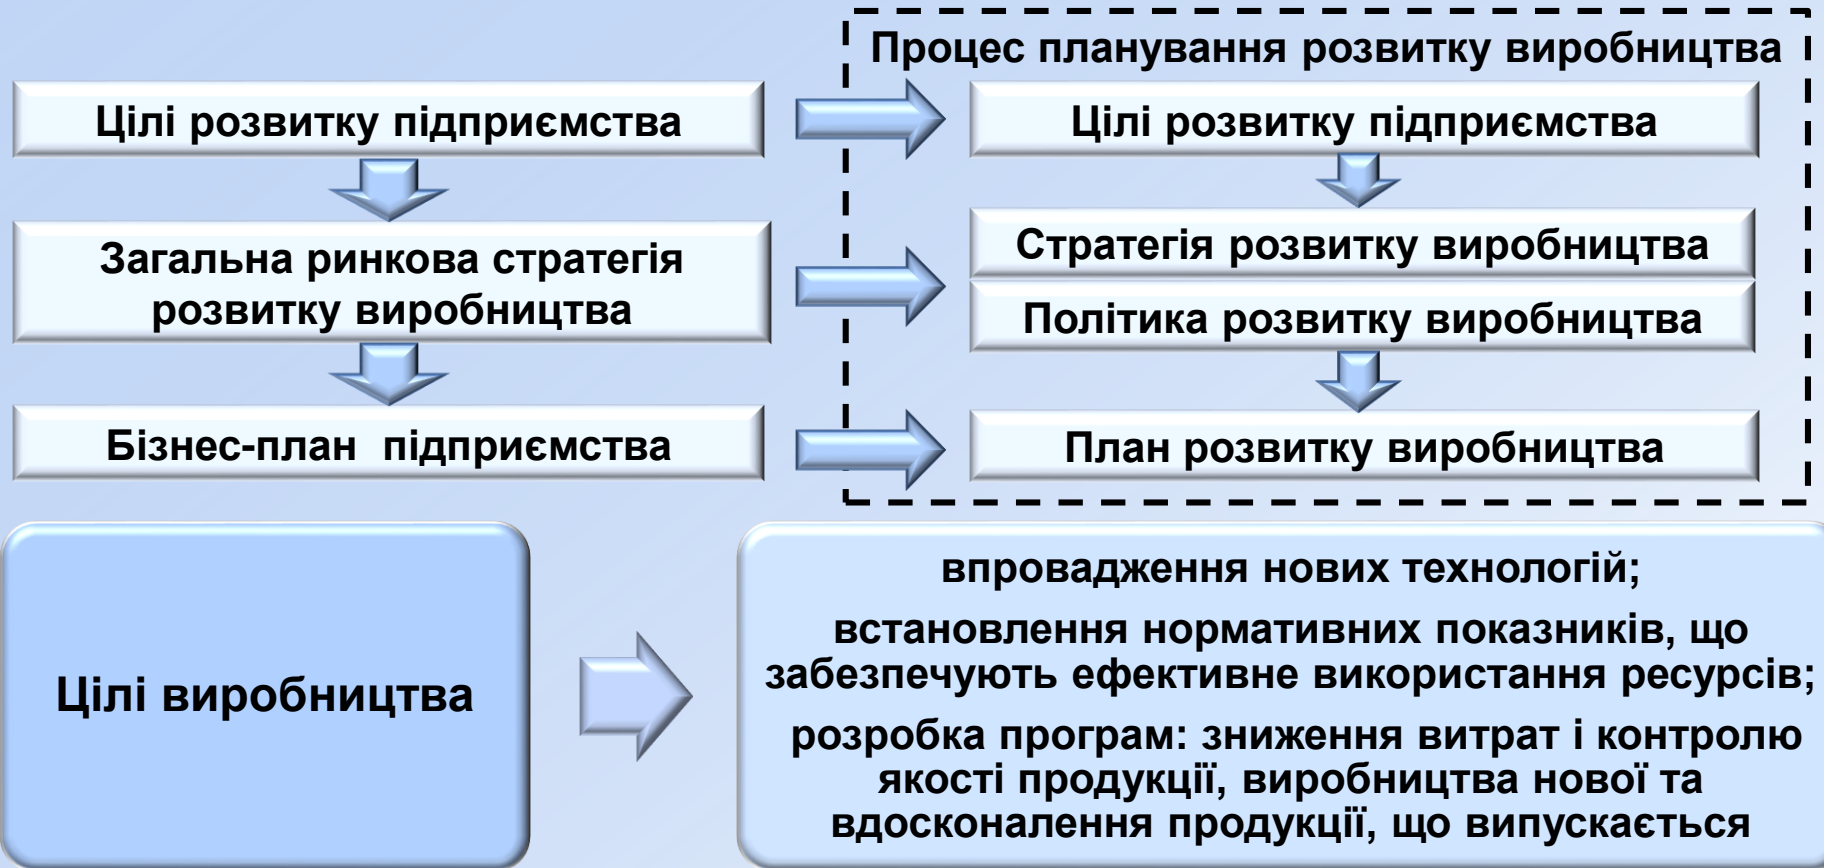 Процес планування розвитку виробництва
Цілі розвитку підприємства
Цілі розвитку підприємства
Загальна ринкова стратегія
розвитку виробництва
Стратегія розвитку виробництва
Політика розвитку виробництва
Бізнес-план підприємства
План розвитку виробництва
Цілі виробництва
впровадження нових технологій;
встановлення нормативних показників, що
забезпечують ефективне використання ресурсів;
розробка програм: зниження витрат і контролю
якості продукції, виробництва нової та
вдосконалення продукції, що випускається